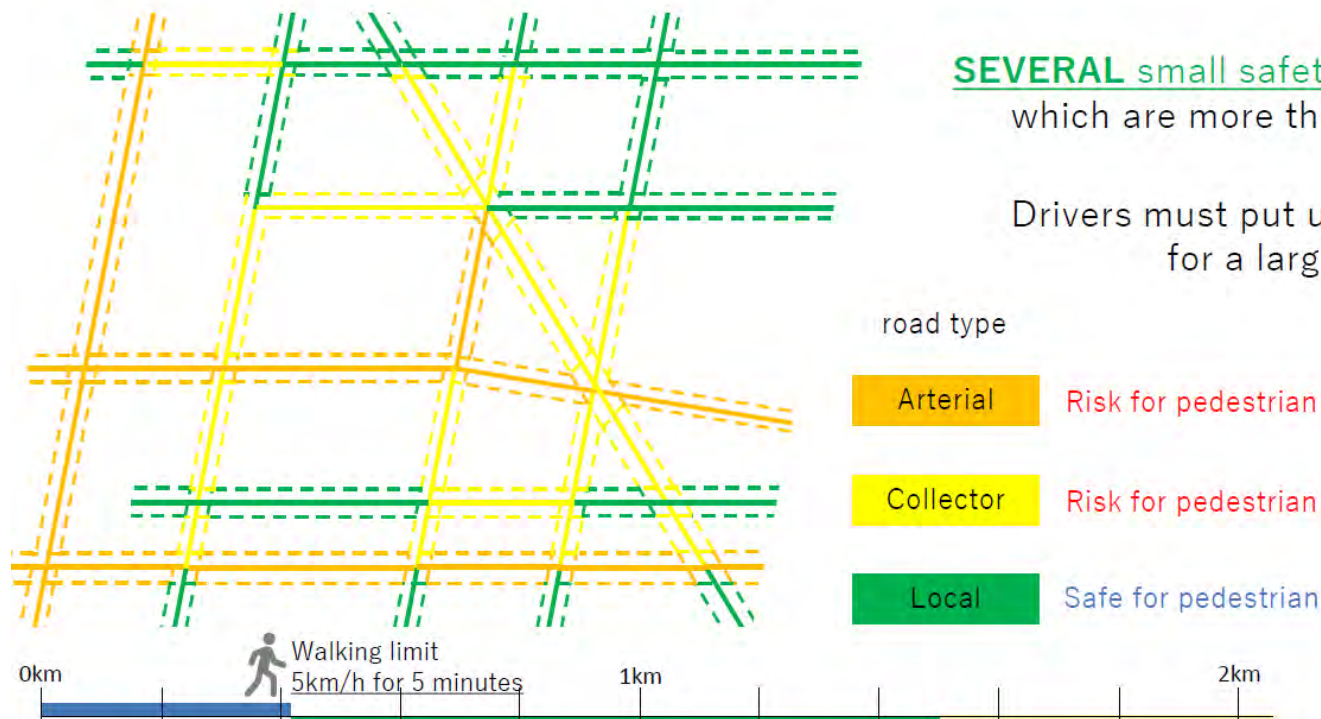 SEVERAL small safet
which are more th
Drivers must put u
for a larg
road type
Arterial Risk for pedestrian
Collector Risk for pedestrian
Local Safe for pedestrian
Walking limit
5km/h for 5 minutes
0km 1km 2km